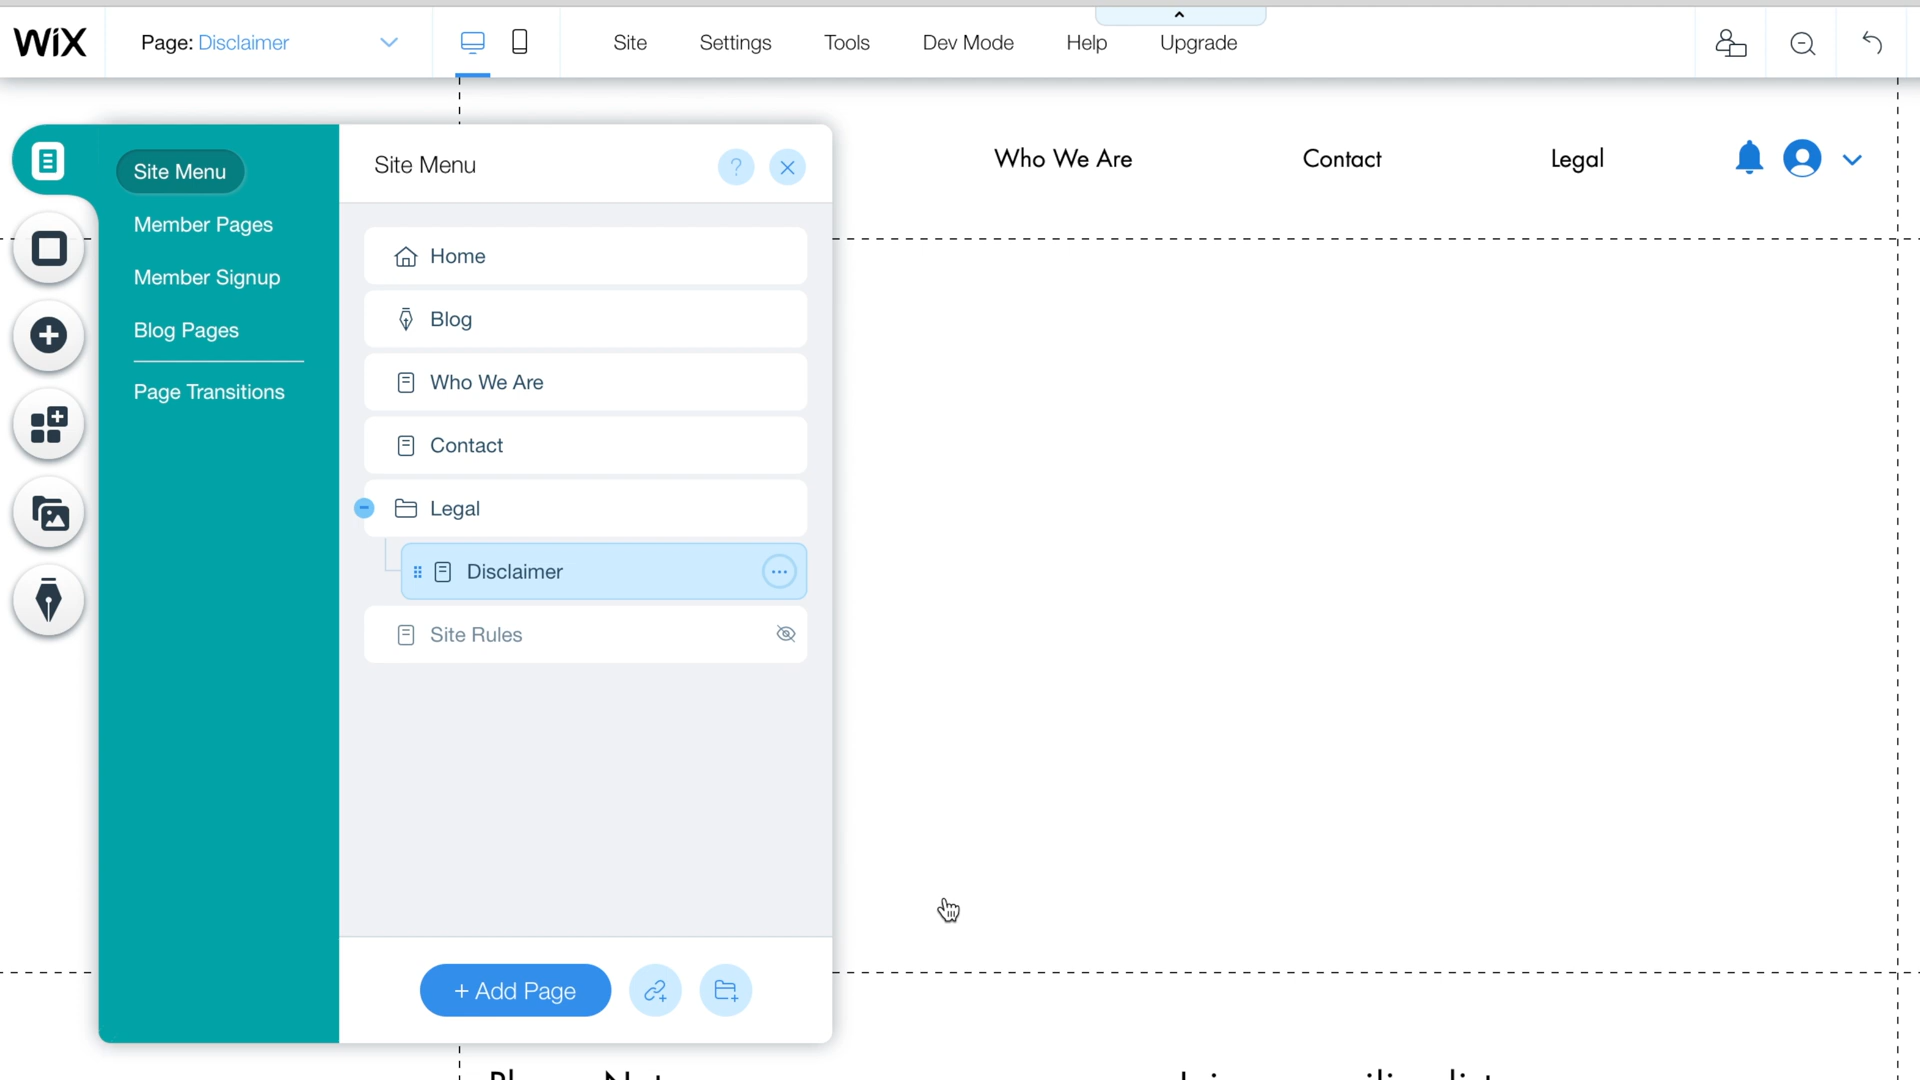 WiX
Page: Disclaimer
Site
Settings
Tools
Dev Mode
Help
Upgrade
Who We Are
Contact
Legal
Site Menu
Member Pages
Member Signup
Blog Pages
Page Transitions
Site Menu
?
Home
Blog
Who We Are
Contact
Legal
Disclaimer
Site Rules
+ Add Page